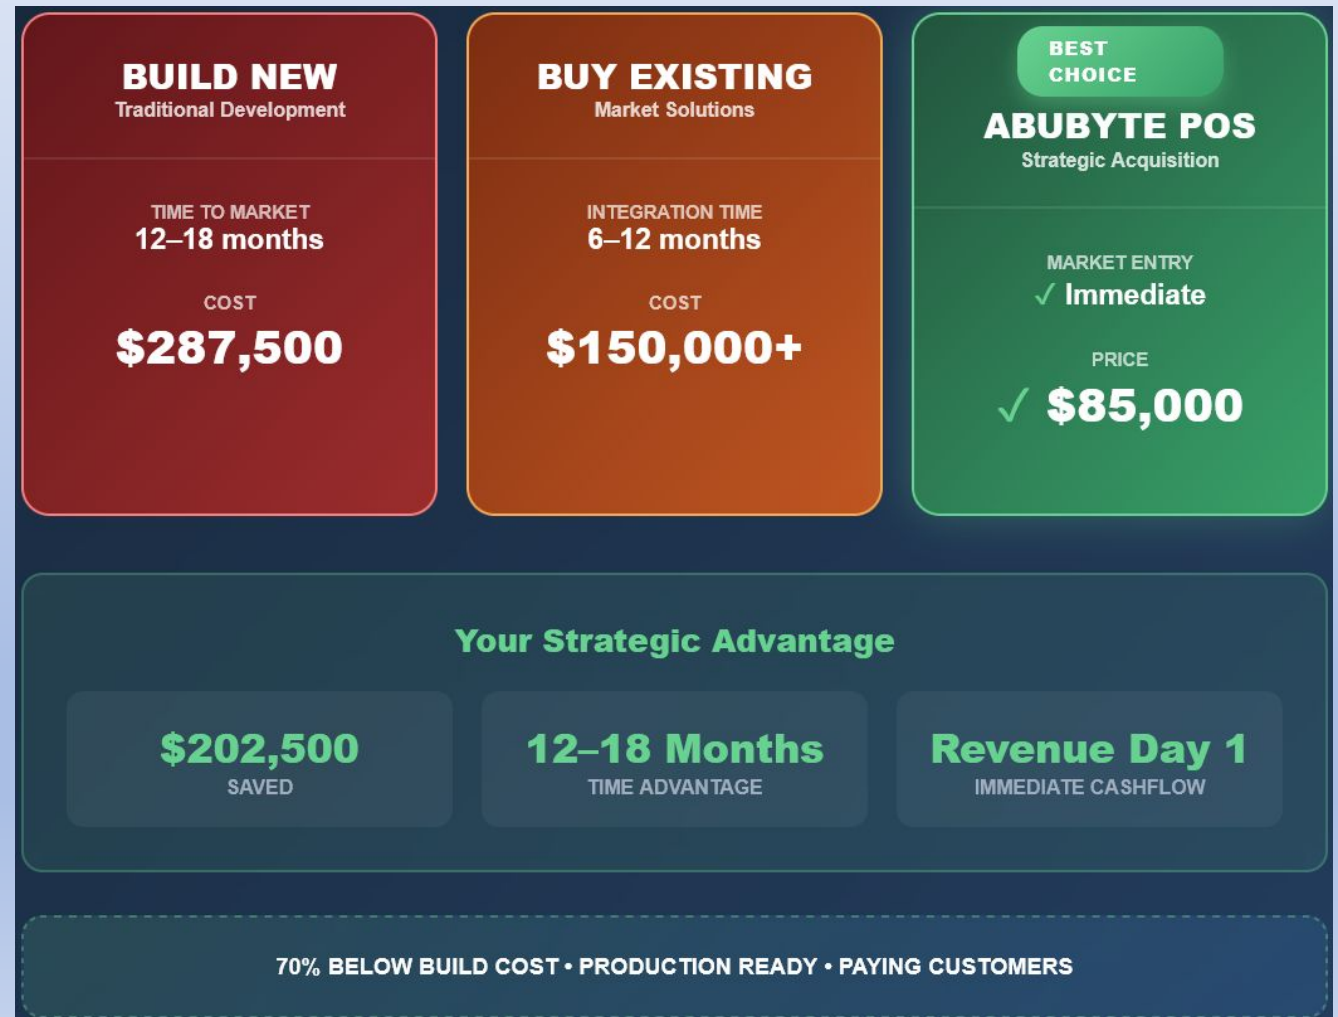 BUILD NEW
Traditional Development
TIME TO MARKET
12–18 months
COST
$287,500
BUY EXISTING
Market Solutions
INTEGRATION TIME
6–12 months
COST
$150,000+
BEST
CHOICE
ABUBYTE POS
Strategic Acquisition
MARKET ENTRY
✓ Immediate
PRICE
✓ $85,000
Your Strategic Advantage
$202,500
SAVED
12–18 Months
TIME ADVANTAGE
Revenue Day 1
IMMEDIATE CASHFLOW
70% BELOW BUILD COST • PRODUCTION READY • PAYING CUSTOMERS